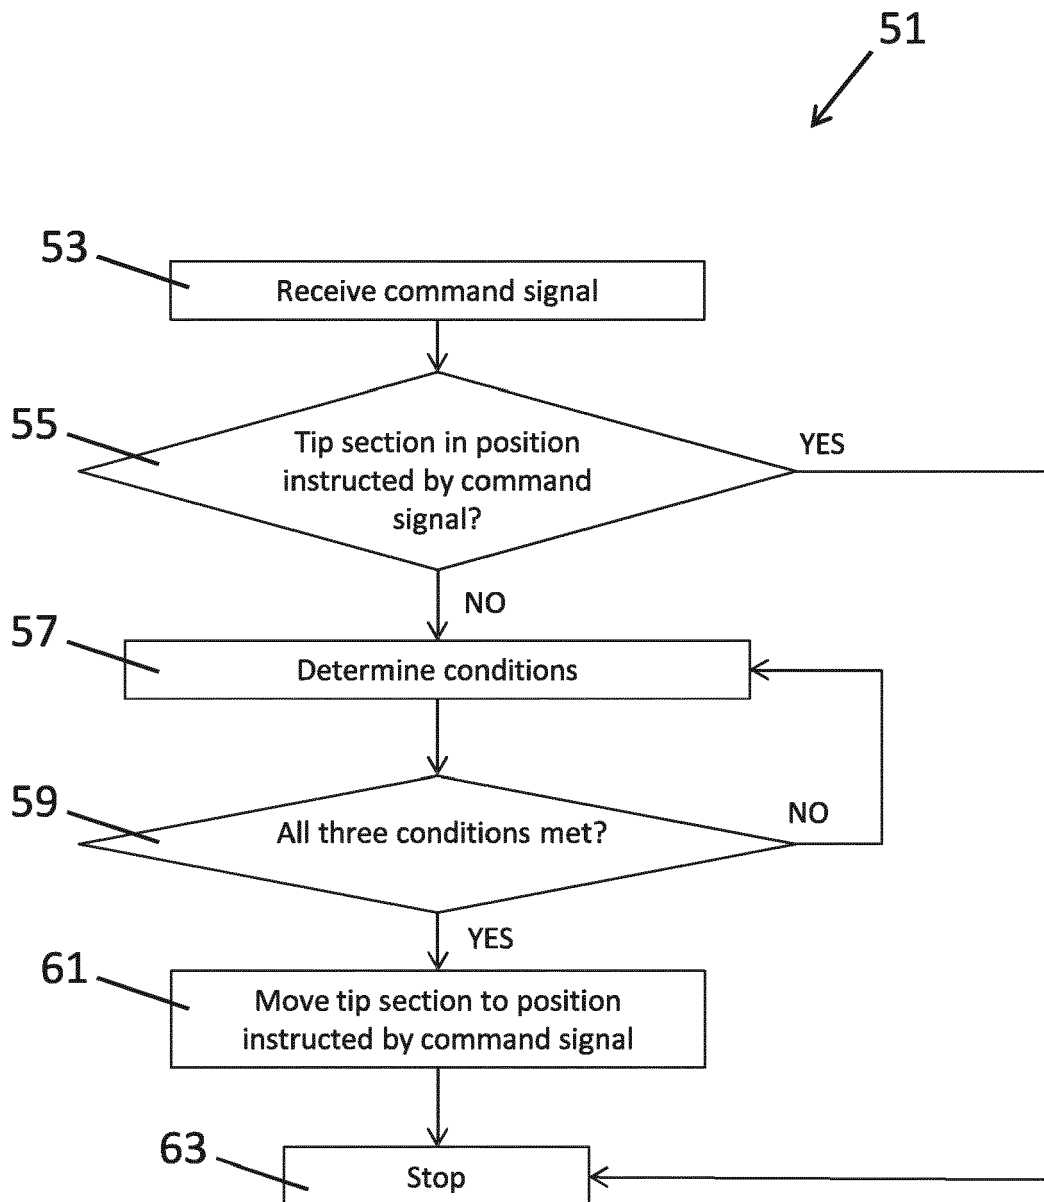 51
53
Receive command signal
55
Tip section in position
instructed by command
signal?
YES
NO
57
Determine conditions
59
All three conditions met?
NO
YES
61
Move tip section to position
instructed by command signal
63
Stop